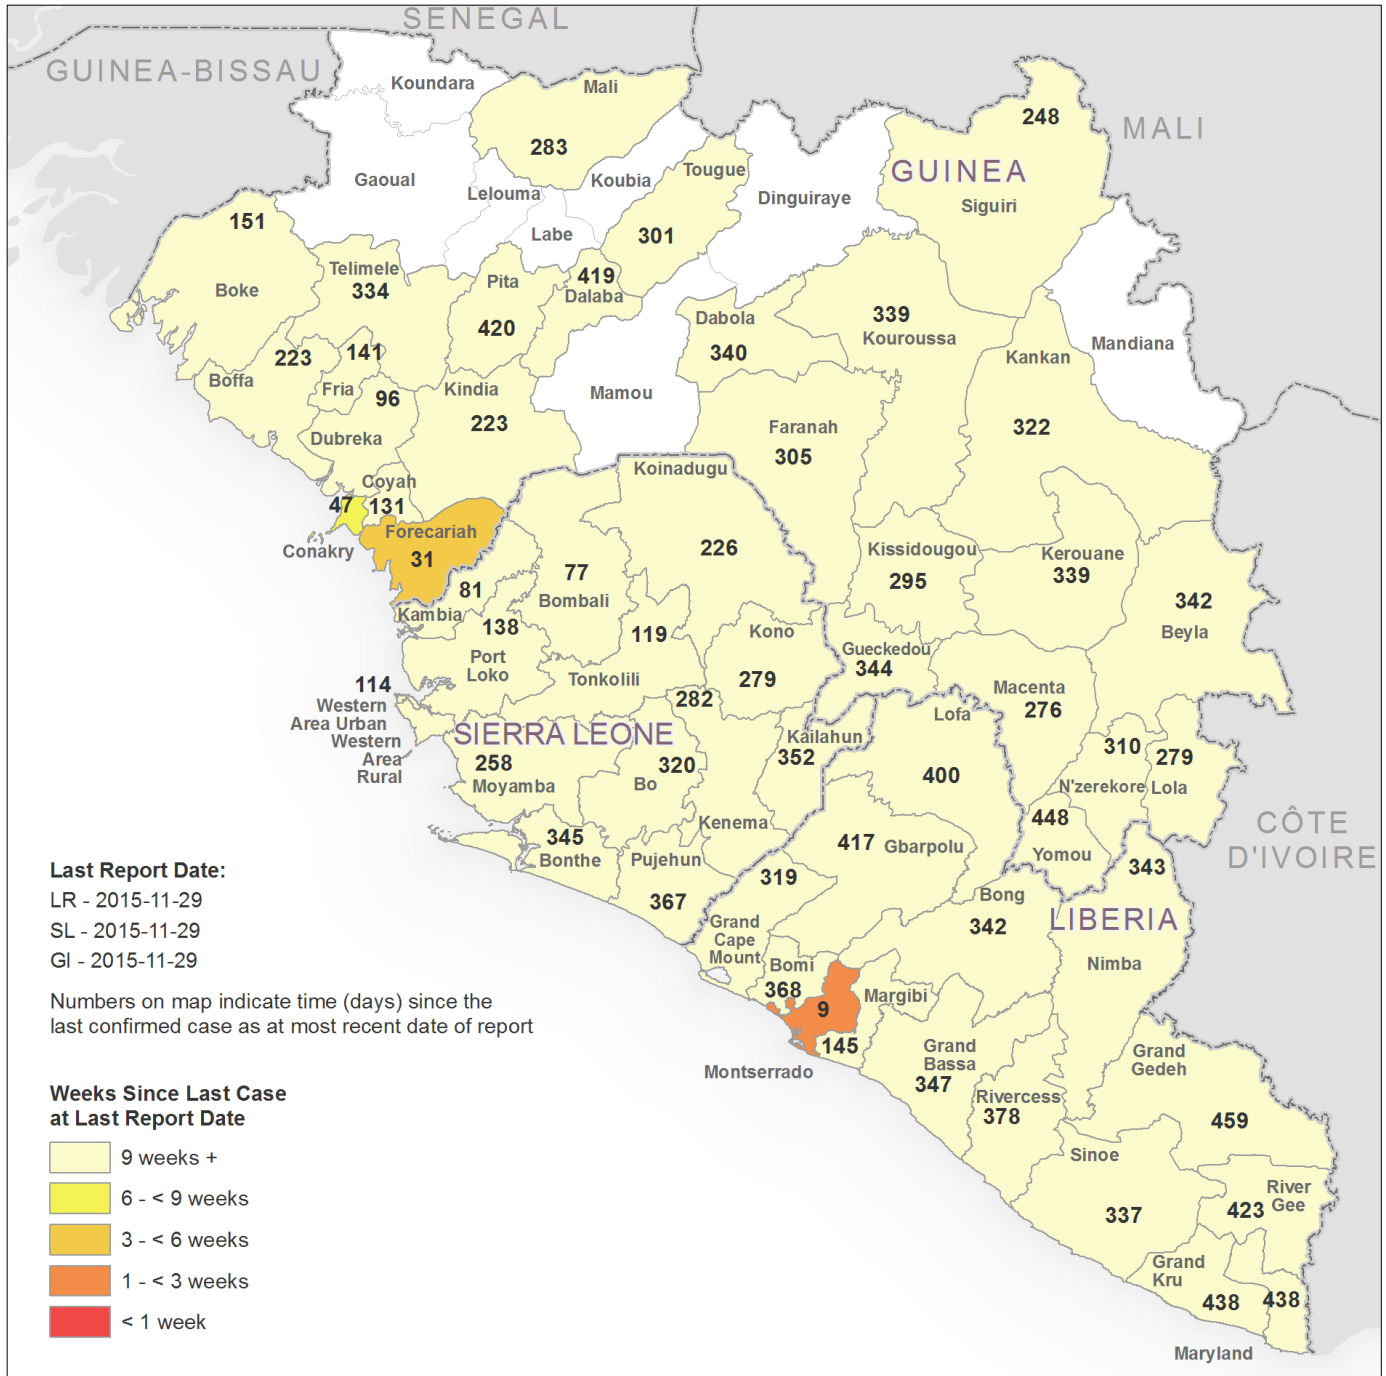 SENEGAL
GUINEA-BISSAU
Koundara
Mali
248
MALI
283
GUINEA
Tougue
Gaoual
Lelouma
Koubia
Dinguiraye
Siguiri
151
Labe
301
Telimele
334
Pita
419
Dalaba
Boke
420
Dabola
340
339
Kouroussa
Kankan
Mandiana
223
141
Boffa
Fria
96
Kindia
223
Mamou
Dubreka
Faranah
305
322
Koinadugu
Coyah
47
131
Forecariah
31
Conakry
226
Kissidougou
295
Kerouane
339
81
77
Bombali
342
Beyla
Kambia
138
119
Kono
279
Gueckedou
344
Port
Loko
Tonkolili
114
Western
Area Urban
Western
Area
Rural
282
Macenta
276
Lofa
SIERRA LEONE
Kailahun
352
310
279
258
Moyamba
320
Bo
400
N'zerekore
Lola
448
Yomou
CÔTE
D'IVOIRE
Kenema
345
Bonthe
Pujehun
367
417
Gbarpolu
343
319
Bong
342
LIBERIA
Grand
Cape
Mount
Nimba
Bomi
368
9
Margibi
145
Montserrado
Grand
Bassa
347
Grand
Gedeh
Rivercess
378
459
Sinoe
337
River
Gee
423
Grand
Kru
438
438
Maryland
Last Report Date:
LR - 2015-11-29
SL - 2015-11-29
GI - 2015-11-29
Numbers on map indicate time (days) since the
last confirmed case as at most recent date of report
Weeks Since Last Case
at Last Report Date
9 weeks +
6 - < 9 weeks
3 - < 6 weeks
1 - < 3 weeks
< 1 week